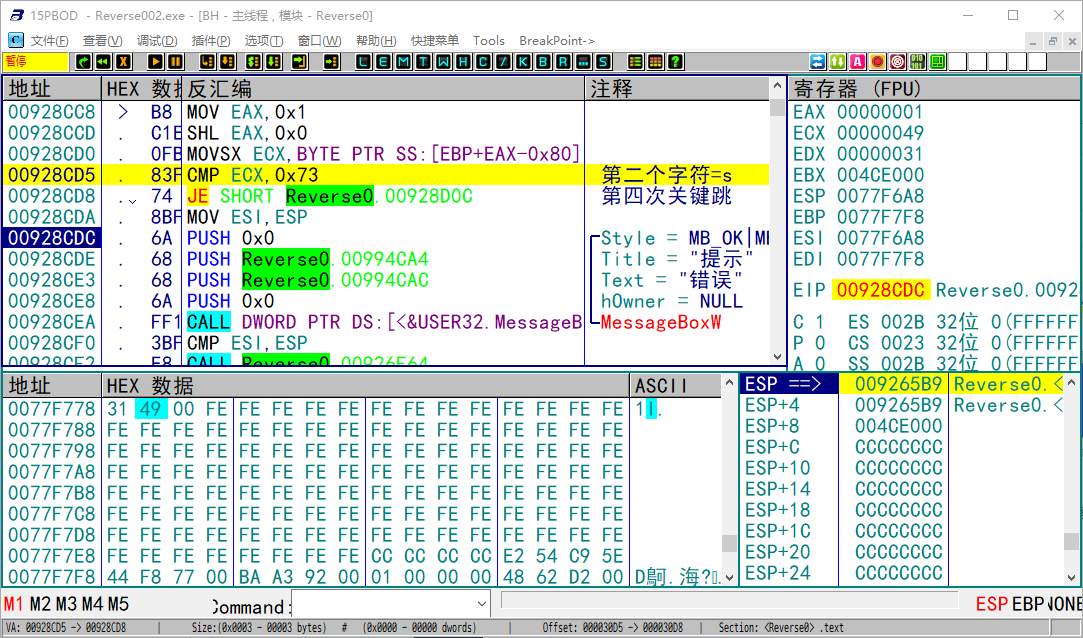 15PBOD - Reverse002.exe - [BH - 主线程 , 模块 - Reverse0]
文件(F) 查看(V) 调试(D) 插件(P) 选项(T) 窗口(W) 帮助(H) 快捷菜单 Tools BreakPoint->
暂停 L E M T W H C / K B R ... S ?
地址 HEX 数据 反汇编 注释
00928CC8 > B8 MOV EAX,0x1
00928CCD . C1E SHL EAX,0x0
00928CD0 . 0FB MOVSX ECX,BYTE PTR SS:[EBP+EAX-0x80]
00928CD5 . 83F CMP ECX,0x73 第二个字符=s
00928CD8 . 74 JE SHORT Reverse0.00928D0C 第四次关键跳
00928CDA . 8BF MOV ESI,ESP
00928CDC . 6A PUSH 0x0 Style = MB_OK|MB
00928CDE . 68 PUSH Reverse0.00994CA4 Title = "提示"
00928CE3 . 68 PUSH Reverse0.00994CAC Text = "错误"
00928CE8 . 6A PUSH 0x0 hOwner = NULL
00928CEA . FF1 CALL DWORD PTR DS:[<&USER32.MessageB MessageBoxW
00928CF0 . 3BF CMP ESI,ESP
00928CF2 . E8 CALL Reverse0.00926E64
寄存器 (FPU)
EAX 00000001
ECX 00000049
EDX 00000031
EBX 004CE000
ESP 0077F6A8
EBP 0077F7F8
ESI 0077F6A8
EDI 0077F7F8
EIP 00928CDC Reverse0.0092
C 1 ES 002B 32位 0(FFFFFF
P 0 CS 0023 32位 0(FFFFFF
A 0 SS 002B 32位 0(FFFFFF
地址 HEX 数据 ASCII
0077F778 31 49 00 FE FE FE FE FE FE FE FE FE FE FE FE FE 1I.
0077F788 FE FE FE FE FE FE FE FE FE FE FE FE FE FE FE FE
0077F798 FE FE FE FE FE FE FE FE FE FE FE FE FE FE FE FE
0077F7A8 FE FE FE FE FE FE FE FE FE FE FE FE FE FE FE FE
0077F7B8 FE FE FE FE FE FE FE FE FE FE FE FE FE FE FE FE
0077F7C8 FE FE FE FE FE FE FE FE FE FE FE FE FE FE FE FE
0077F7D8 FE FE FE FE FE FE FE FE FE FE FE FE FE FE FE FE
0077F7E8 FE FE FE FE FE FE FE FE CC CC CC CC E2 54 C9 5E
0077F7F8 44 F8 77 00 BA A3 92 00 01 00 00 00 48 62 D2 00
ESP ==> 009265B9 Reverse0.<
ESP+4 009265B9 Reverse0.<
ESP+8 004CE000
ESP+C CCCCCCCC
ESP+10 CCCCCCCC
ESP+14 CCCCCCCC
ESP+18 CCCCCCCC
ESP+1C CCCCCCCC
ESP+20 CCCCCCCC
ESP+24 CCCCCCCC
M1 M2 M3 M4 M5 Command: ESP EBP NONE
VA: 00928CD5 -> 00928CD8 | Size:(0x0003 - 00003 bytes) # (0x0000 - 00000 dwords) | Offset: 000030D5 -> 000030D8 | Section: <Reverse0> .text